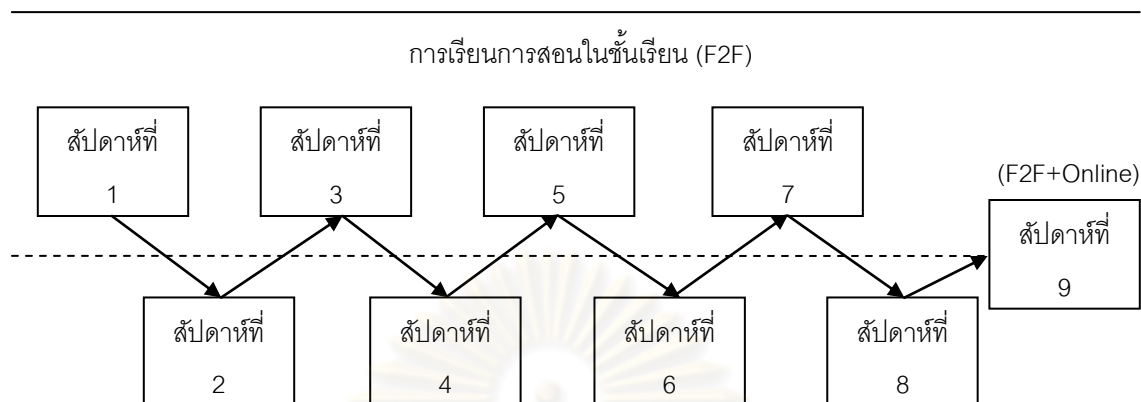 การเรียนการสอนในชั้นเรียน (F2F)
สัปดาห์ที่
1
สัปดาห์ที่
3
สัปดาห์ที่
5
สัปดาห์ที่
7
(F2F+Online)
สัปดาห์ที่
9
สัปดาห์ที่
2
สัปดาห์ที่
4
สัปดาห์ที่
6
สัปดาห์ที่
8